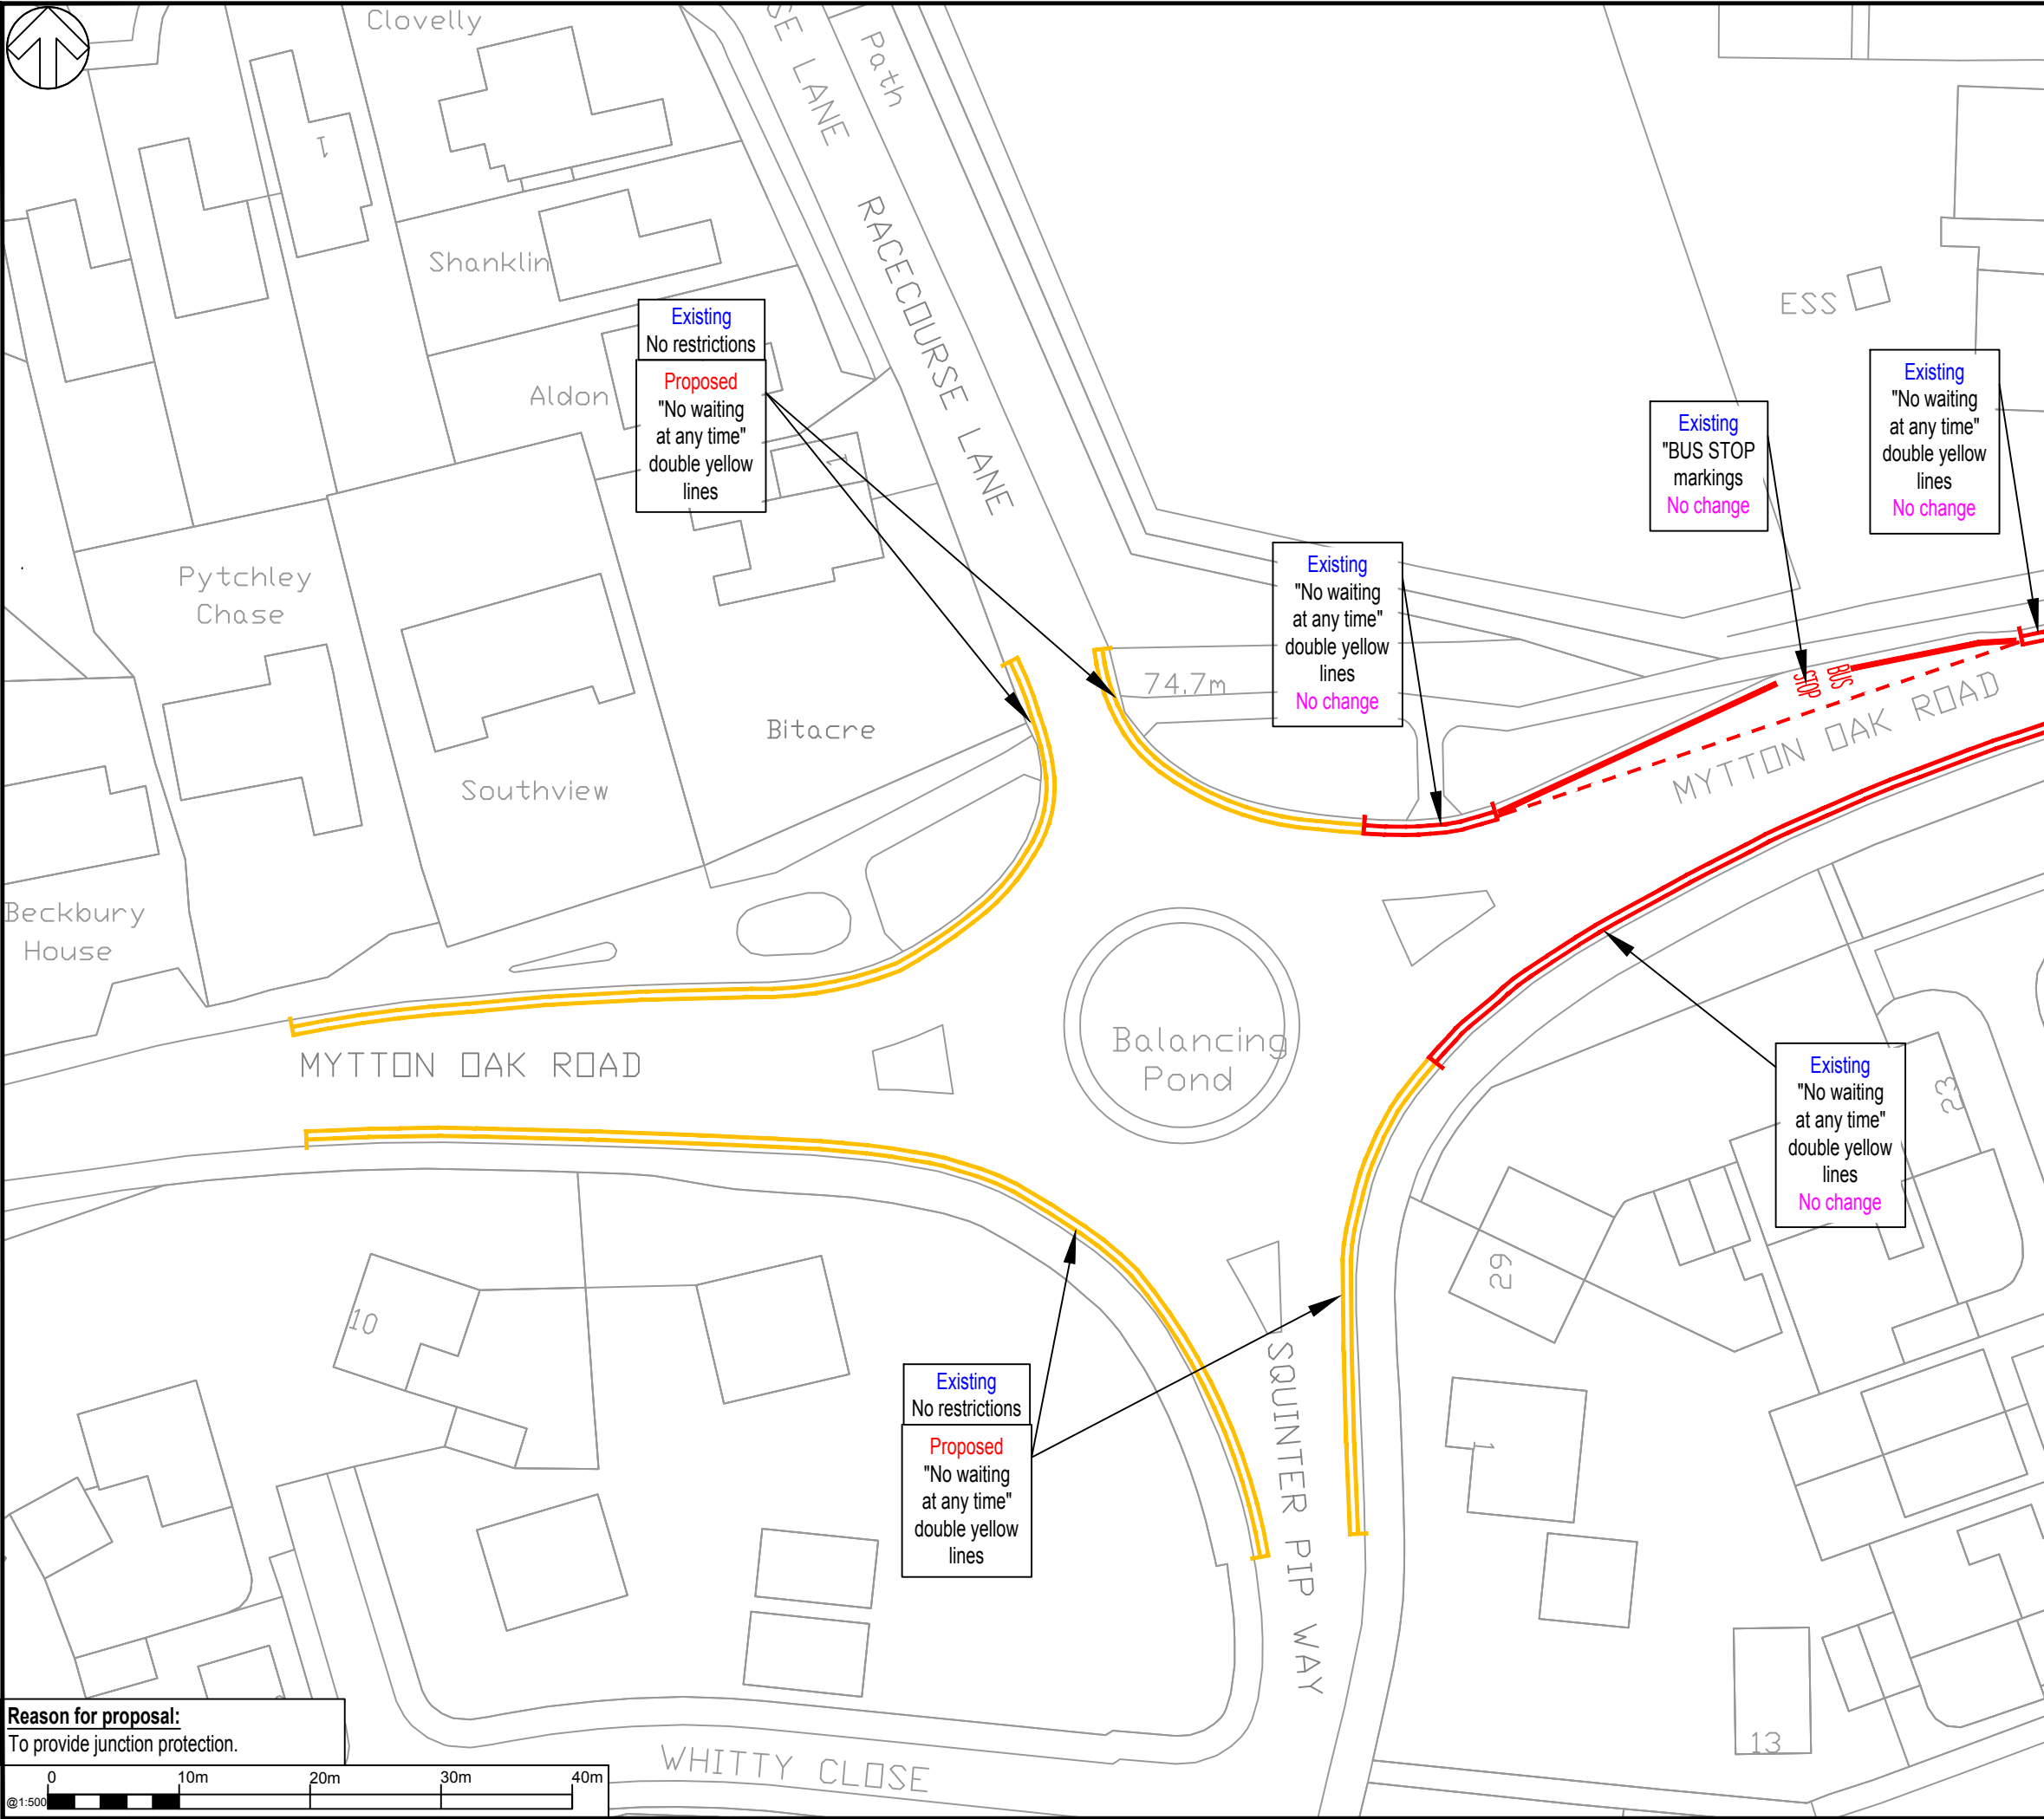 Clovelly
SE LANE
Path
1
RACECOURSE LANE
Shanklin
ESS
Existing
No restrictions
Proposed
"No waiting
at any time"
double yellow
lines
Aldon
1
Existing
"BUS STOP
markings
No change
Existing
"No waiting
at any time"
double yellow
lines
No change
Existing
"No waiting
at any time"
double yellow
lines
No change
Pytchley
Chase
74.7m
BUS
STOP
MYTTON OAK ROAD
Bitacre
Southview
Beckbury
House
MYTTON OAK ROAD
Balancing
Pond
Existing
"No waiting
at any time"
double yellow
lines
No change
23
29
10
Existing
No restrictions
Proposed
"No waiting
at any time"
double yellow
lines
SQUINTER PIP WAY
1
13
Reason for proposal:
To provide junction protection.
WHITTY CLOSE
0 10m 20m 30m 40m
@1:500